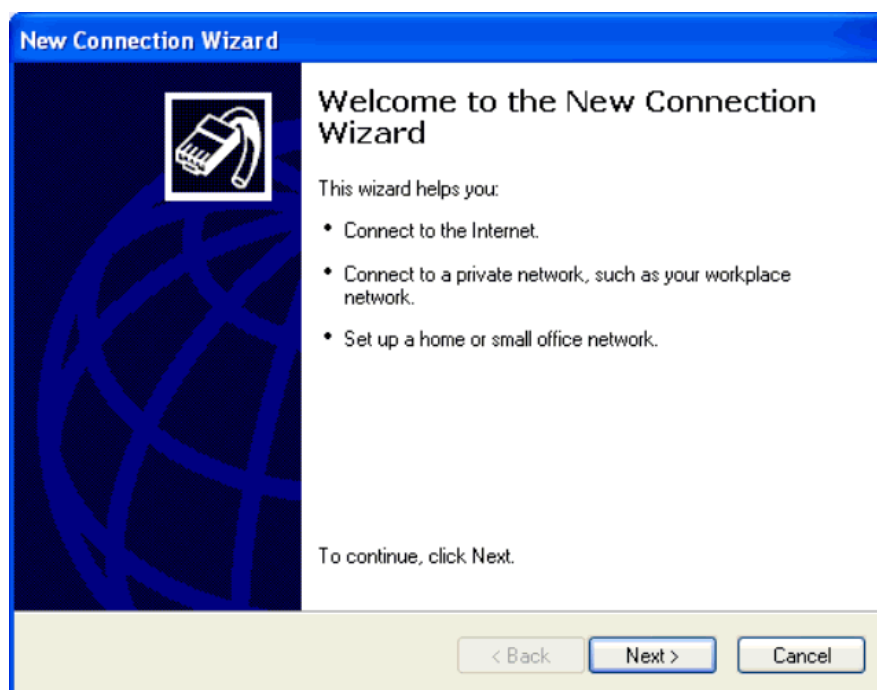 New Connection Wizard
Welcome to the New Connection
Wizard
This wizard helps you:
• Connect to the Internet.
• Connect to a private network, such as your workplace
network.
• Set up a home or small office network.
To continue, click Next.
< Back Next > Cancel